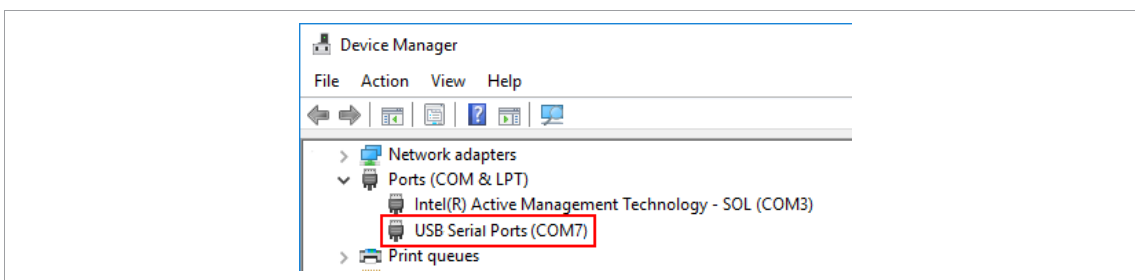 Device Manager
File Action View Help
Network adapters
Ports (COM & LPT)
Intel(R) Active Management Technology - SOL (COM3)
USB Serial Ports (COM7)
Print queues